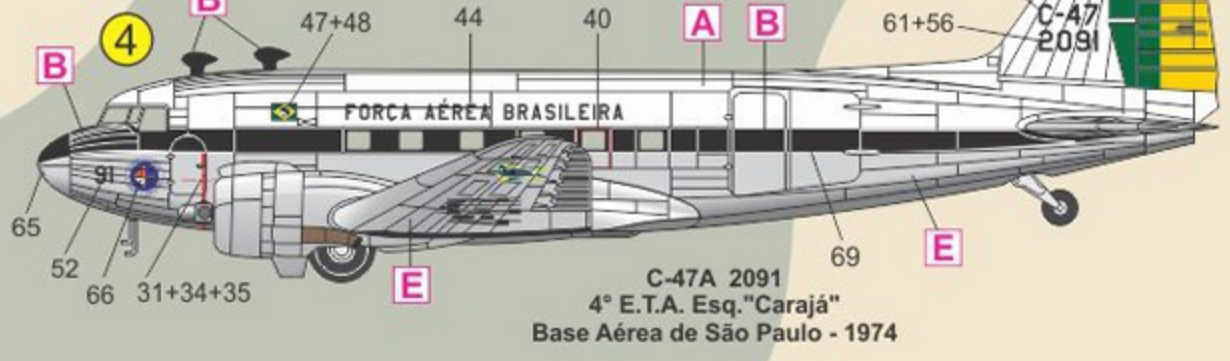 B
4
47+48
44
40
A
B
61+56
C-47
2091
B
FORÇA AÉREA BRASILEIRA
91
65
52
66
31+34+35
E
69
E
C-47A 2091
4° E.T.A. Esq."Carajá"
Base Aérea de São Paulo - 1974